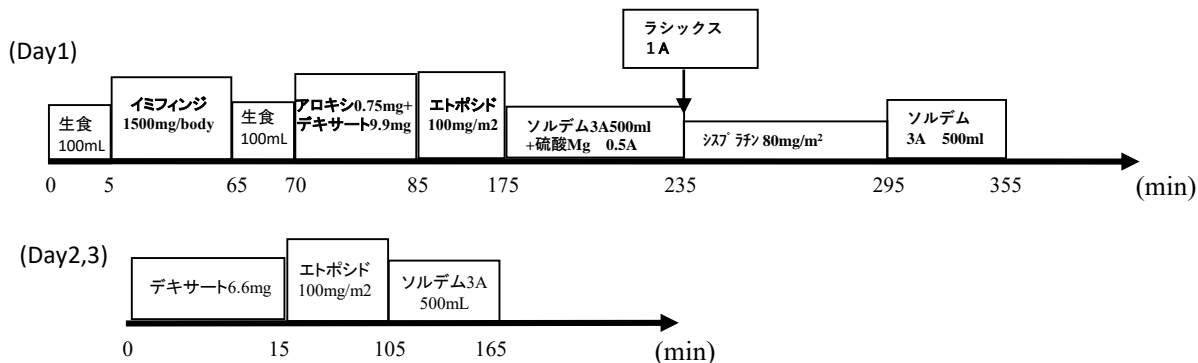 ラシックス
1A
(Day1)
生食
100mL
イミフィンジ
1500mg/body
生食
100mL
アロキシ0.75mg+
デキサート9.9mg
エトポシド
100mg/m2
ソルデム3A500ml
+硫酸Mg 0.5A
シスプラチン 80mg/m²
ソルデム
3A 500ml
0 5 65 70 85 175 235 295 355 (min)
(Day2,3)
デキサート6.6mg
エトポシド
100mg/m2
ソルデム3A
500mL
0 15 105 165 (min)